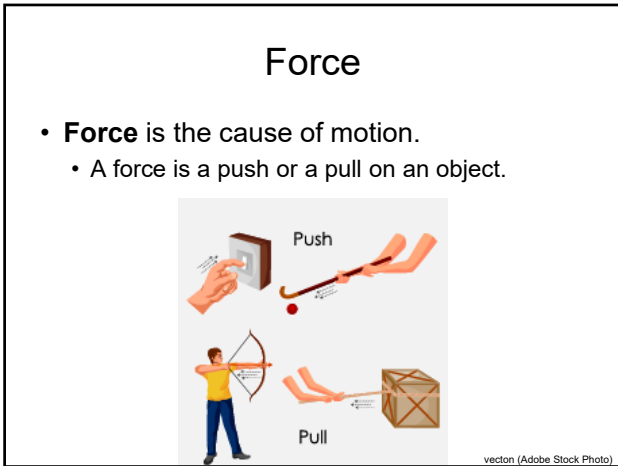 Force
• Force is the cause of motion.
• A force is a push or a pull on an object.
Push
Pull
vecton (Adobe Stock Photo)